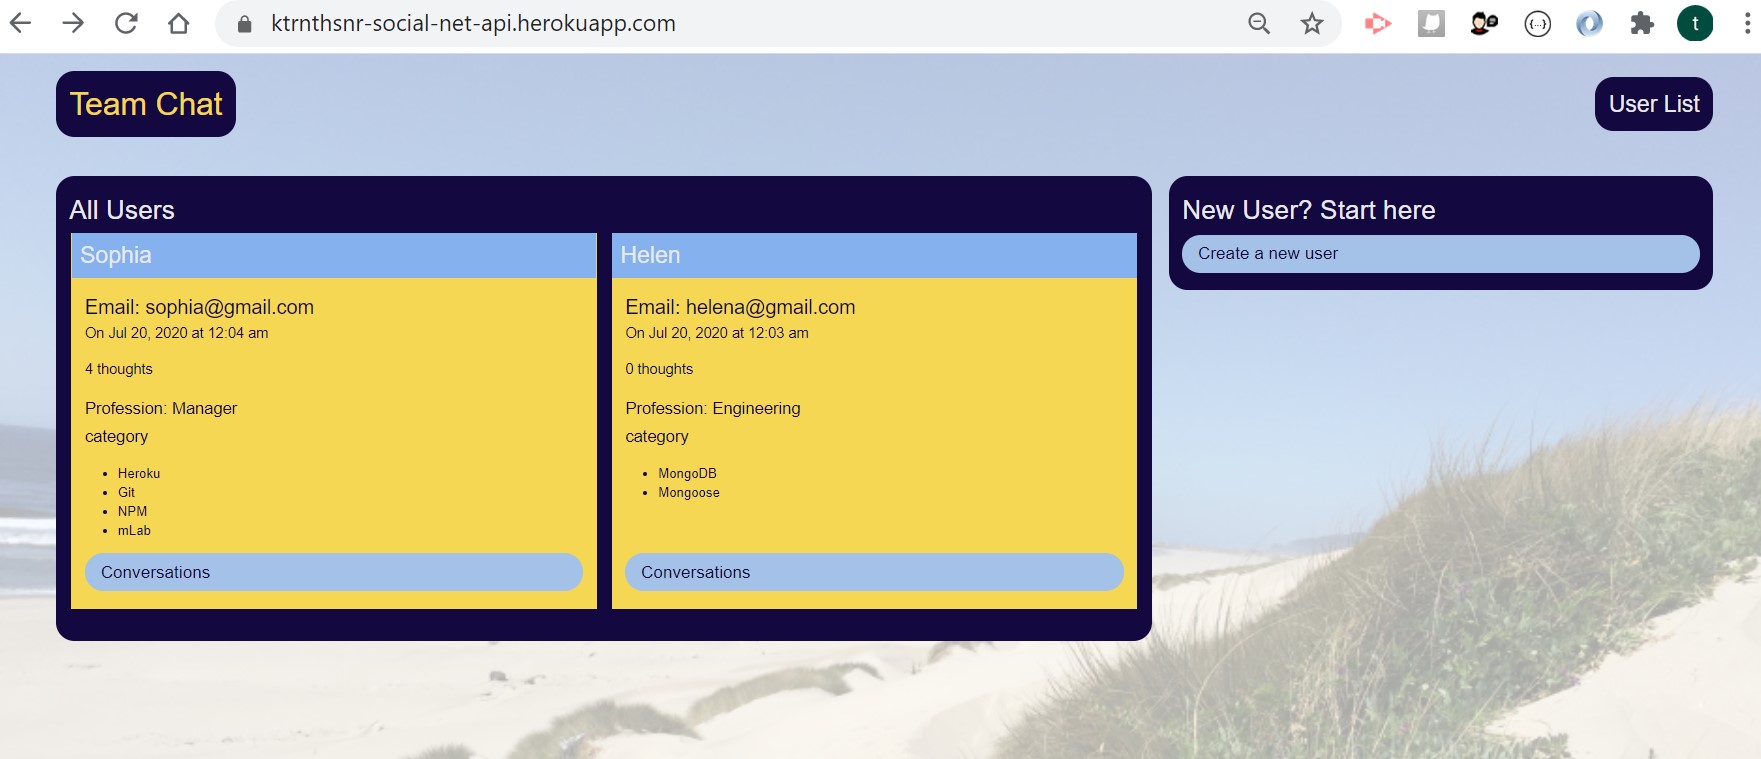 ktrnthsnr-social-net-api.herokuapp.com
t
Team Chat
User List
All Users
Sophia
Email: sophia@gmail.com
On Jul 20, 2020 at 12:04 am
4 thoughts
Profession: Manager
category
Heroku
Git
NPM
mLab
Conversations
Helen
Email: helena@gmail.com
On Jul 20, 2020 at 12:03 am
0 thoughts
Profession: Engineering
category
MongoDB
Mongoose
Conversations
New User? Start here
Create a new user